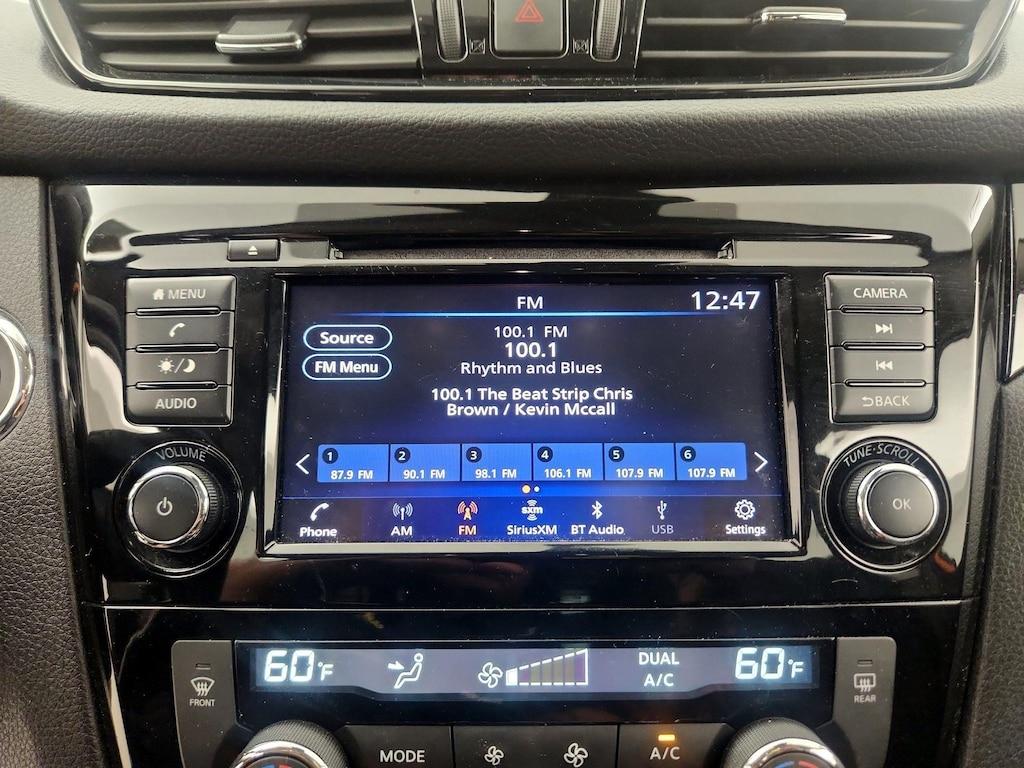 FM
12:47
MENU
CAMERA
Source
100.1 FM
100.1
FM Menu
Rhythm and Blues
100.1 The Beat Strip Chris
Brown / Kevin Mccall
AUDIO
BACK
VOLUME
TUNE·SCROLL
1 2 3 4 5 6
87.9 FM 90.1 FM 98.1 FM 106.1 FM 107.9 FM 107.9 FM
OK
sxm
Phone AM FM SiriusXM BT Audio USB Settings
60°F
DUAL
A/C
60°F
FRONT
REAR
MODE
A/C